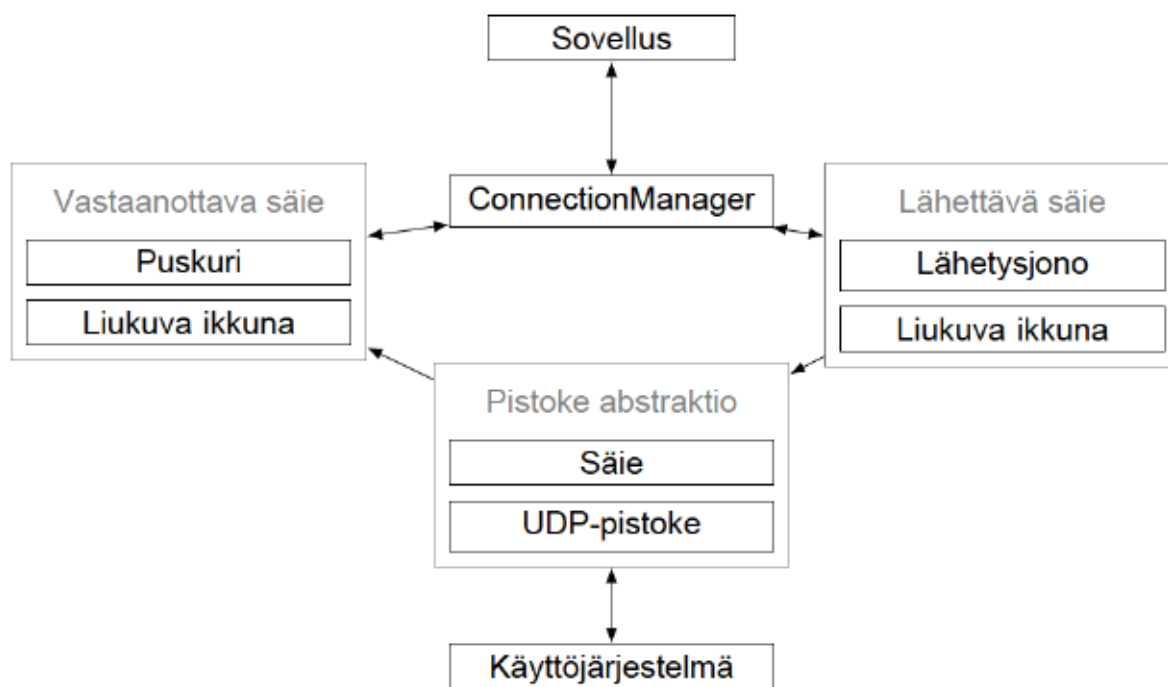 Sovellus
ConnectionManager
Vastaanottava säie
Puskuri
Liukuva ikkuna
Lähettävä säie
Lähetysjono
Liukuva ikkuna
Pistoke abstraktio
Säie
UDP-pistoke
Käyttöjärjestelmä